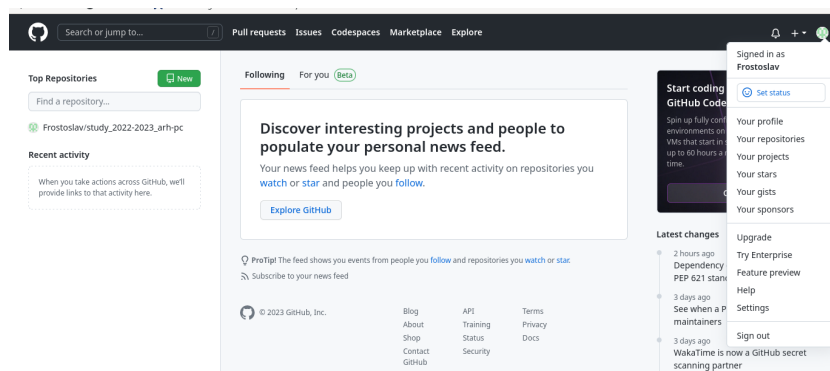 Search or jump to...
/
Pull requests Issues Codespaces Marketplace Explore
Top Repositories
New
Find a repository...
Frostoslav/study_2022-2023_arh-pc
Recent activity
When you take actions across GitHub, we'll
provide links to that activity here.
Following For you Beta
Discover interesting projects and people to
populate your personal news feed.
Your news feed helps you keep up with recent activity on repositories you
watch or star and people you follow.
Explore GitHub
ProTip! The feed shows you events from people you follow and repositories you watch or star.
Subscribe to your news feed
© 2023 GitHub, Inc.
Blog
About
Shop
Contact
GitHub
API
Training
Status
Security
Terms
Privacy
Docs
Start coding
GitHub Code
Spin up fully conf
environments on
VMs that start in s
up to 60 hours a
time.
Latest changes
2 hours ago
Dependency
PEP 621 stan
3 days ago
See when a P
maintainers
3 days ago
WakaTime is now a GitHub secret
scanning partner
Signed in as
Frostoslav
Set status
Your profile
Your repositories
Your projects
Your stars
Your gists
Your sponsors
Upgrade
Try Enterprise
Feature preview
Help
Settings
Sign out